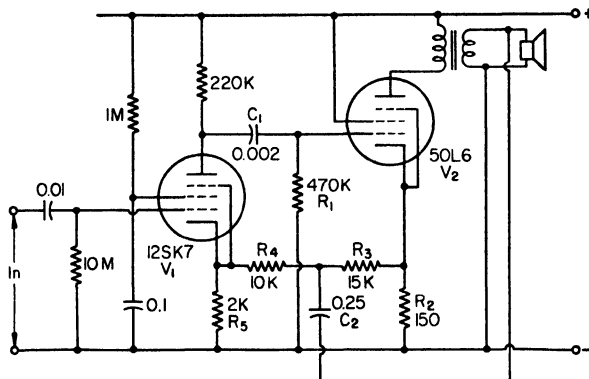 +
220K
1M
C1
0.002
50L6
V2
0.01
470K
R1
12SK7
V1
R4
10K
R3
15K
In
10M
0.1
2K
R5
0.25
C2
R2
150
-